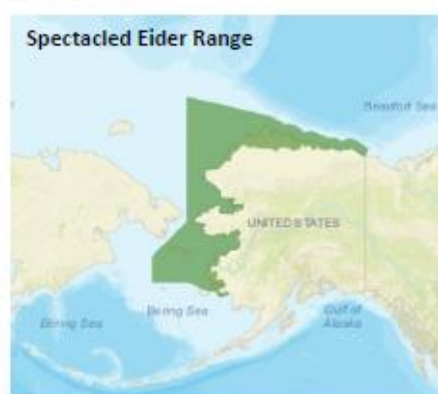 Spectacled Eider Range
Beaufort Sea
UNITED STATES
Bering Sea
Bering Sea
Gulf of
Alaska